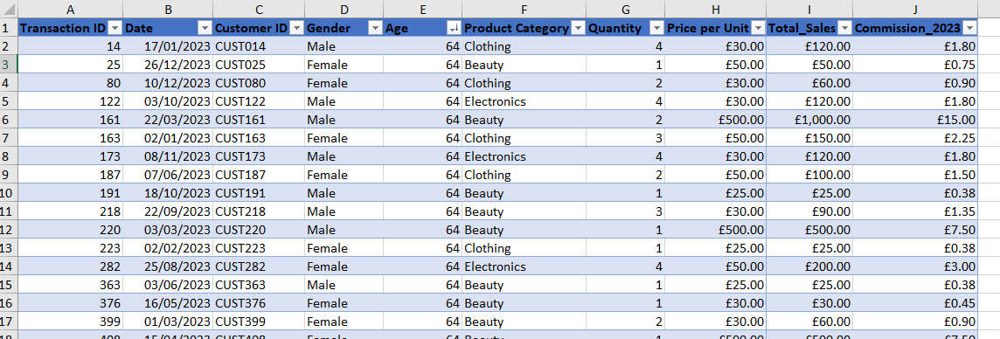 A B C D E F G H I J
1 Transaction ID Date Customer ID Gender Age Product Category Quantity Price per Unit Total_Sales Commission_2023
2 14 17/01/2023 CUST014 Male 64 Clothing 4 £30.00 £120.00 £1.80
3 25 26/12/2023 CUST025 Female 64 Beauty 1 £50.00 £50.00 £0.75
4 80 10/12/2023 CUST080 Female 64 Clothing 2 £30.00 £60.00 £0.90
5 122 03/10/2023 CUST122 Male 64 Electronics 4 £30.00 £120.00 £1.80
6 161 22/03/2023 CUST161 Male 64 Beauty 2 £500.00 £1,000.00 £15.00
7 163 02/01/2023 CUST163 Female 64 Clothing 3 £50.00 £150.00 £2.25
8 173 08/11/2023 CUST173 Male 64 Electronics 4 £30.00 £120.00 £1.80
9 187 07/06/2023 CUST187 Female 64 Clothing 2 £50.00 £100.00 £1.50
10 191 18/10/2023 CUST191 Male 64 Beauty 1 £25.00 £25.00 £0.38
11 218 22/09/2023 CUST218 Male 64 Beauty 3 £30.00 £90.00 £1.35
12 220 03/03/2023 CUST220 Male 64 Beauty 1 £500.00 £500.00 £7.50
13 223 02/02/2023 CUST223 Female 64 Clothing 1 £25.00 £25.00 £0.38
14 282 25/08/2023 CUST282 Female 64 Electronics 4 £50.00 £200.00 £3.00
15 363 03/06/2023 CUST363 Male 64 Beauty 1 £25.00 £25.00 £0.38
16 376 16/05/2023 CUST376 Female 64 Beauty 1 £30.00 £30.00 £0.45
17 399 01/03/2023 CUST399 Female 64 Beauty 2 £30.00 £60.00 £0.90